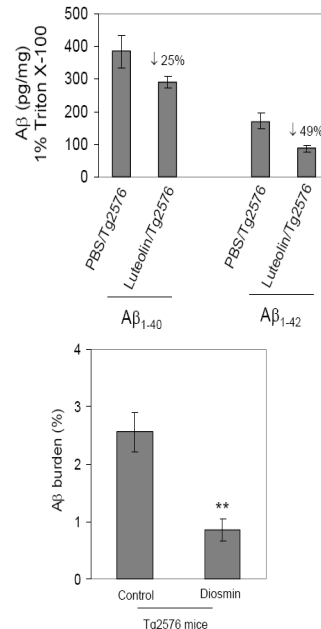 Aβ (pg/mg)
1% Triton X-100
500
400
300
200
100
0
↓ 25%
↓ 49%
PBS/Tg2576
Luteolin/Tg2576
PBS/Tg2576
Luteolin/Tg2576
Aβ1-40
Aβ1-42
Aβ burden (%)
4
3
2
1
0
**
Control
Diosmin
Tg2576 mice